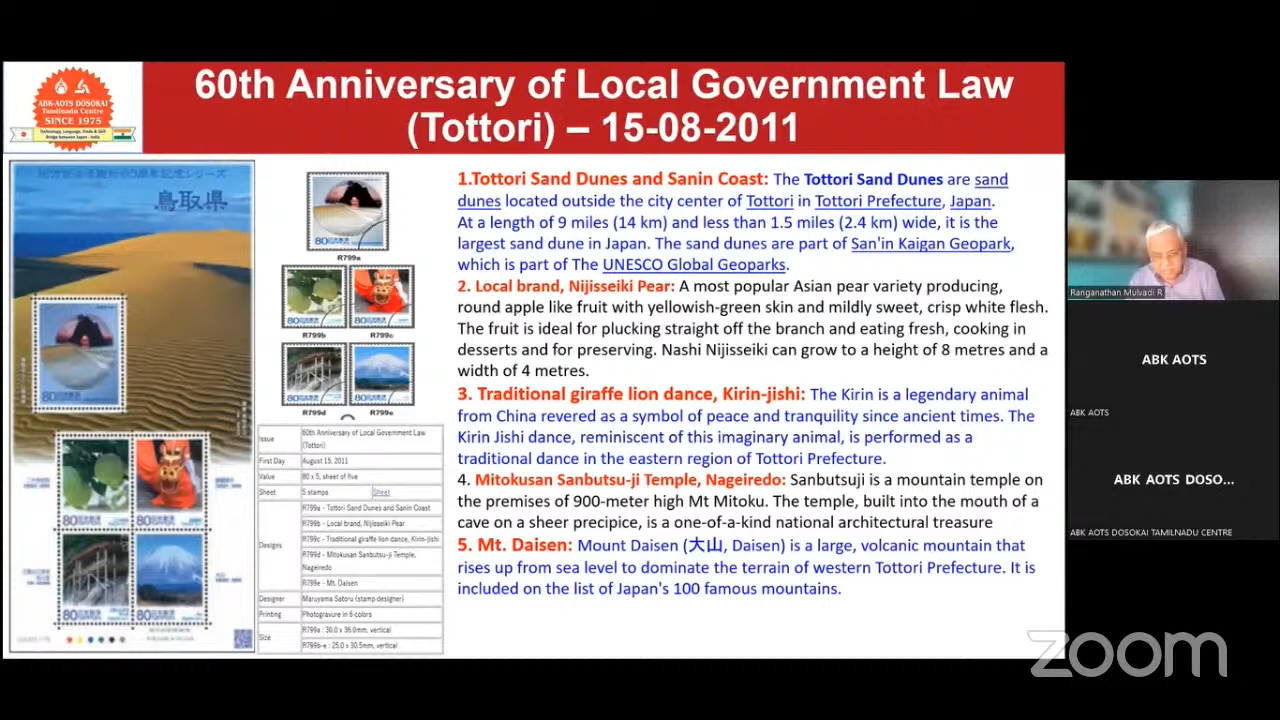 60th Anniversary of Local Government Law
(Tottori) – 15-08-2011
ABK-AOTS DOSOKAI
Tamilnadu Centre
SINCE 1975
Technology, Language, Trade & Skill
Bridge between Japan - India
鳥取県
80 日本郵便
R799a
R799b
R799c
R799d
R799e
Issue
60th Anniversary of Local Government Law
(Tottori)
First Day
August 15, 2011
Value
80 x 5, sheet of five
Sheet
5 stamps
Sheet
Designs
R799a - Tottori Sand Dunes and Sanin Coast
R799b - Local brand, Nijisseiki Pear
R799c - Traditional giraffe lion dance, Kirin-jishi
R799d - Mitokusan Sanbutsu-ji Temple,
Nageiredo
R799e - Mt. Daisen
Designer
Maruyama Satoru (stamp designer)
Printing
Photogravure in 6 colors
Size
R799a : 30.0 x 36.0mm, vertical
R799b-e : 25.0 x 30.5mm, vertical
1.Tottori Sand Dunes and Sanin Coast: The Tottori Sand Dunes are sand
dunes located outside the city center of Tottori in Tottori Prefecture, Japan.
At a length of 9 miles (14 km) and less than 1.5 miles (2.4 km) wide, it is the
largest sand dune in Japan. The sand dunes are part of San'in Kaigan Geopark,
which is part of The UNESCO Global Geoparks.
2. Local brand, Nijisseiki Pear: A most popular Asian pear variety producing,
round apple like fruit with yellowish-green skin and mildly sweet, crisp white flesh.
The fruit is ideal for plucking straight off the branch and eating fresh, cooking in
desserts and for preserving. Nashi Nijisseiki can grow to a height of 8 metres and a
width of 4 metres.
3. Traditional giraffe lion dance, Kirin-jishi: The Kirin is a legendary animal
from China revered as a symbol of peace and tranquility since ancient times. The
Kirin Jishi dance, reminiscent of this imaginary animal, is performed as a
traditional dance in the eastern region of Tottori Prefecture.
4. Mitokusan Sanbutsu-ji Temple, Nageiredo: Sanbutsuji is a mountain temple on
the premises of 900-meter high Mt Mitoku. The temple, built into the mouth of a
cave on a sheer precipice, is a one-of-a-kind national architectural treasure
5. Mt. Daisen: Mount Daisen (大山, Daisen) is a large, volcanic mountain that
rises up from sea level to dominate the terrain of western Tottori Prefecture. It is
included on the list of Japan's 100 famous mountains.
Ranganathan Mulvadi R
ABK AOTS
ABK AOTS
ABK AOTS DOSO...
ABK AOTS DOSOKAI TAMILNADU CENTRE
zoom